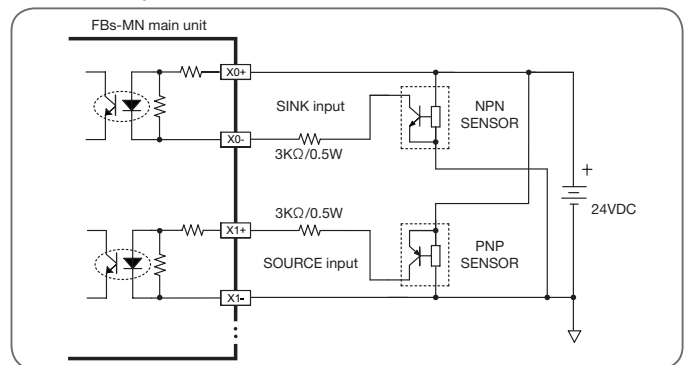 FBs-MN main unit
X0+
SINK input
NPN
SENSOR
X0-
3KΩ/0.5W
+
24VDC
3KΩ/0.5W
X1+
SOURCE input
PNP
SENSOR
X1-